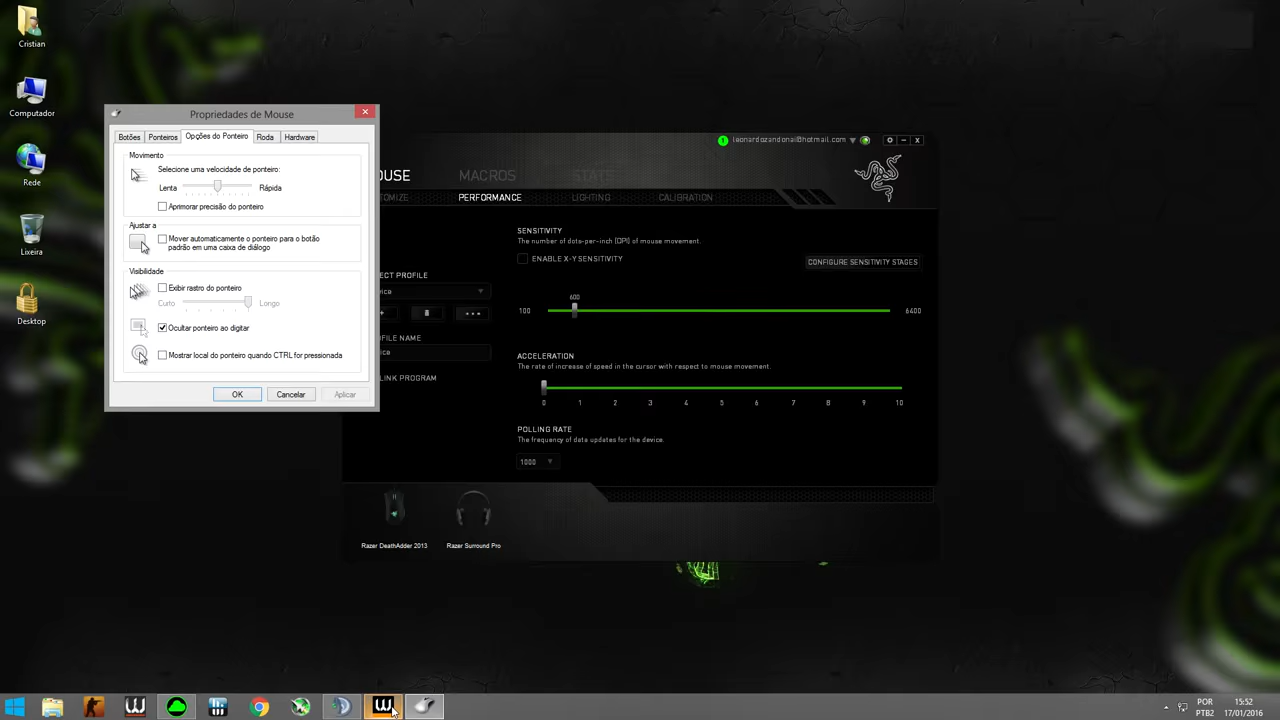 Cristian
Computador
Rede
Lixeira
Desktop
Propriedades de Mouse
Botões
Ponteiros
Opções do Ponteiro
Roda
Hardware
Movimento
Selecione uma velocidade de ponteiro:
Lenta
Rápida
Aprimorar precisão do ponteiro
Ajustar a
Mover automaticamente o ponteiro para o botão
padrão em uma caixa de diálogo
Visibilidade
Exibir rastro do ponteiro
Curto
Longo
Ocultar ponteiro ao digitar
Mostrar local do ponteiro quando CTRL for pressionada
OK
Cancelar
Aplicar
1
leonardozandonai@hotmail.com
OUSE
MACROS
STATS
OMIZE
PERFORMANCE
LIGHTING
CALIBRATION
ECT PROFILE
ica
FILE NAME
ica
LINK PROGRAM
SENSITIVITY
The number of dots-per-inch (DPI) of mouse movement.
ENABLE X-Y SENSITIVITY
CONFIGURE SENSITIVITY STAGES
600
100
6400
ACCELERATION
The rate of increase of speed in the cursor with respect to mouse movement.
0 1 2 3 4 5 6 7 8 9 10
POLLING RATE
The frequency of data updates for the device.
1000
Razer DeathAdder 2013
Razer Surround Pro
POR
PTB2
15:52
17/01/2016